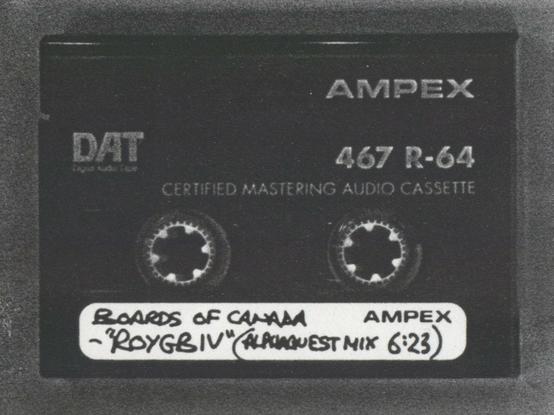 AMPEX
DAT
Digital Audio Tape
467 R-64
CERTIFIED MASTERING AUDIO CASSETTE
BOARDS OF CANADA AMPEX
-"ROYGBIV" (ALPHAQUEST MIX 6:23)